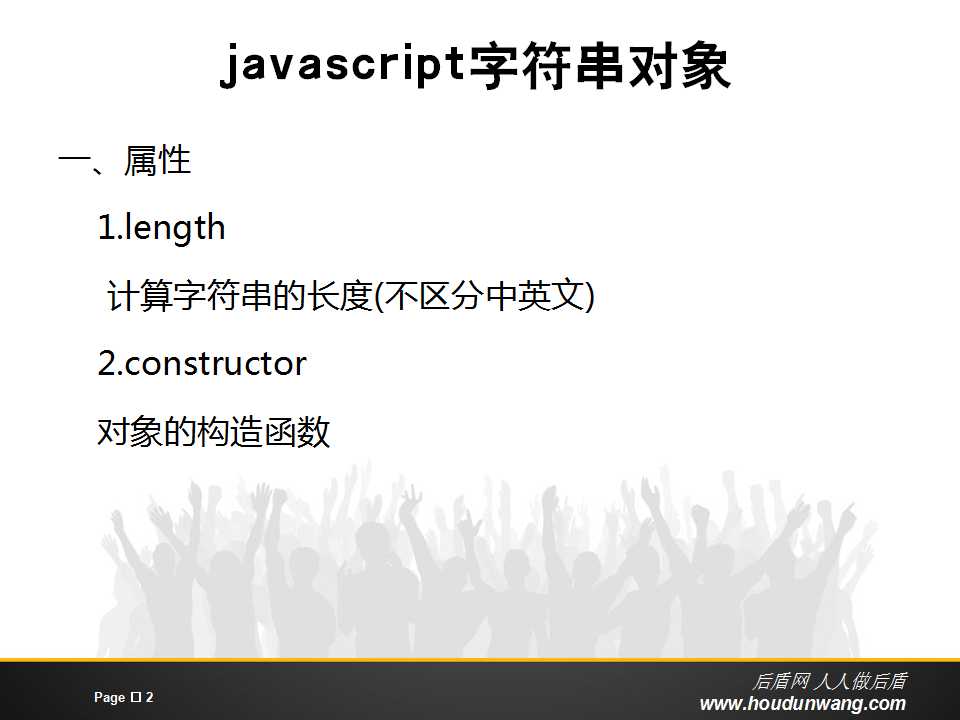 javascript字符串对象
一、属性
1.length
计算字符串的长度(不区分中英文)
2.constructor
对象的构造函数
后盾网 人人做后盾
Page □ 2
www.houdunwang.com